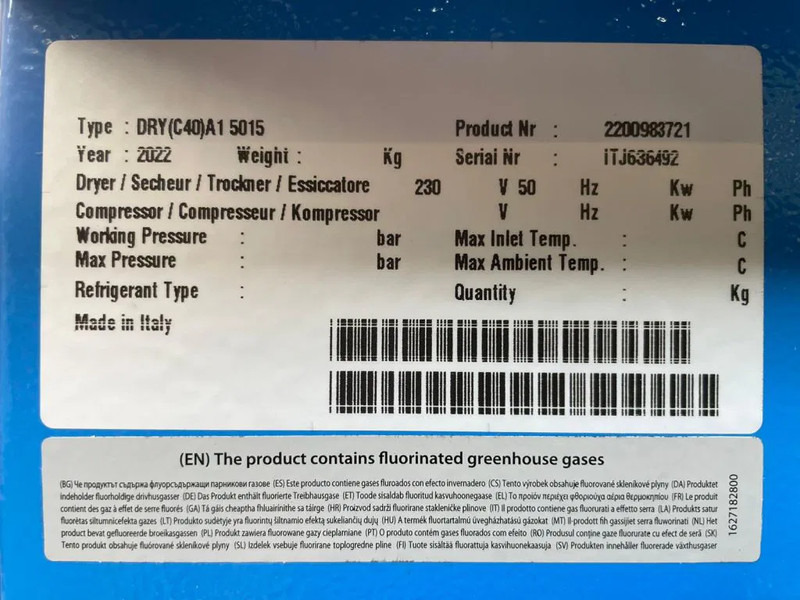 Type : DRY(C40)A1 5015 Product Nr : 2200983721
Year : 2022 Weight : Kg Serial Nr : ITJ636492
Dryer / Secheur / Trockner / Essiccatore 230 V 50 Hz Kw Ph
Compressor / Compresseur / Kompressor V Hz Kw Ph
Working Pressure : bar Max Inlet Temp. : C
Max Pressure : bar Max Ambient Temp. : C
Refrigerant Type : Quantity : Kg
Made in Italy
(EN) The product contains fluorinated greenhouse gases
(BG) Че продуктът съдържа флуорсъдържащи парникови газове (ES) Este producto contiene gases fluroados con efecto invernadero (CS) Tento výrobek obsahuje fluorované skleníkové plyny (DA) Produktet
indeholder fluorholdige drivhusgasser (DE) Das Produkt enthält fluorierte Treibhausgase (ET) Toode sisaldab fluoritud kasvuhoonegaase (EL) Το προϊόν περιέχει φθοριούχα αέρια θερμοκηπίου (FR) Le produit
contient des gaz à effet de serre fluorés (GA) Tá gáis cheaptha fhluairínithe sa táirge (HR) Proizvod sadrži fluorirane stakleničke plinove (IT) Il prodotto contiene gas fluorurati a effetto serra (LV) Produkts satur
fluorētas siltumnīcefekta gazes (LT) Produkto sudėtyje yra fluorintų šiltnamio efektą sukeliančių dujų (HU) A termék fluortartalmú üvegházhatású gázokat (MT) Il-prodott fih gassijiet serra fluworinati (NL) Het
product bevat gefluoreerde broeikasgassen (PL) Produkt zawiera fluorowane gazy cieplarniane (PT) O produto contém gases fluorados com efeito (RO) Produsul conține gaze fluorurate cu efect de seră (SK)
Tento produkt obsahuje fluórované skleníkové plyny (SL) Izdelek vsebuje fluorirane toplogredne pline (FI) Tuote sisältää fluorattuja kasvihuonekaasuja (SV) Produkten innehåller fluorerade växthusgaser
1627182800